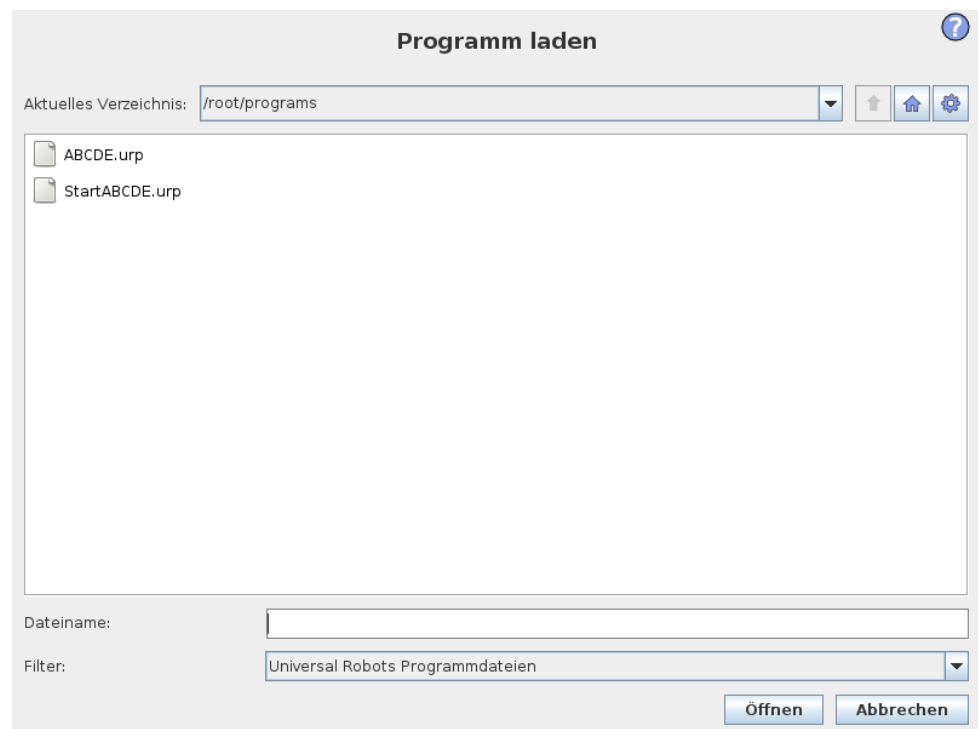 Programm laden
?
Aktuelles Verzeichnis: /root/programs
ABCDE.urp
StartABCDE.urp
Dateiname:
Filter: Universal Robots Programmdateien
Öffnen Abbrechen